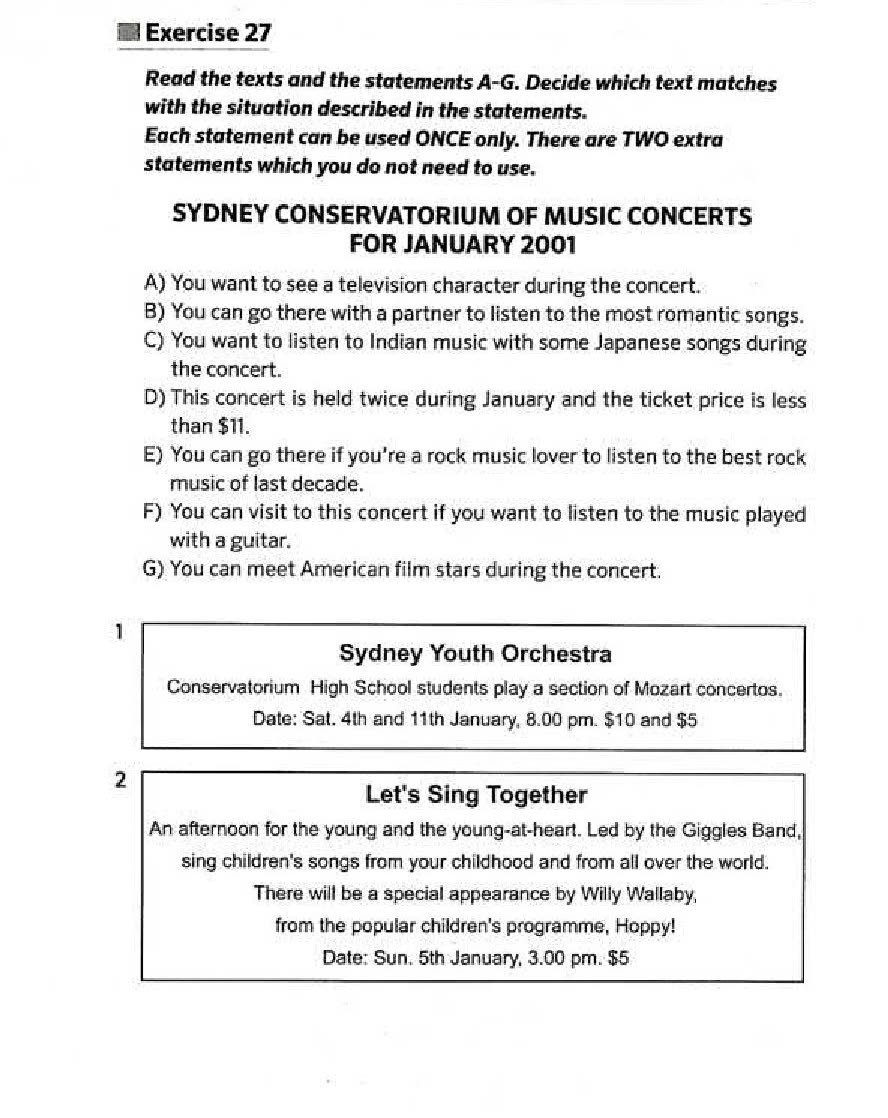 Exercise 27
Read the texts and the statements A-G. Decide which text matches
with the situation described in the statements.
Each statement can be used ONCE only. There are TWO extra
statements which you do not need to use.
SYDNEY CONSERVATORIUM OF MUSIC CONCERTS
FOR JANUARY 2001
A) You want to see a television character during the concert.
B) You can go there with a partner to listen to the most romantic songs.
C) You want to listen to Indian music with some Japanese songs during
the concert.
D) This concert is held twice during January and the ticket price is less
than $11.
E) You can go there if you're a rock music lover to listen to the best rock
music of last decade.
F) You can visit to this concert if you want to listen to the music played
with a guitar.
G) You can meet American film stars during the concert.
1
Sydney Youth Orchestra
Conservatorium High School students play a section of Mozart concertos.
Date: Sat. 4th and 11th January, 8.00 pm. $10 and $5
2
Let's Sing Together
An afternoon for the young and the young-at-heart. Led by the Giggles Band,
sing children's songs from your childhood and from all over the world.
There will be a special appearance by Willy Wallaby,
from the popular children's programme, Hoppy!
Date: Sun. 5th January, 3.00 pm. $5